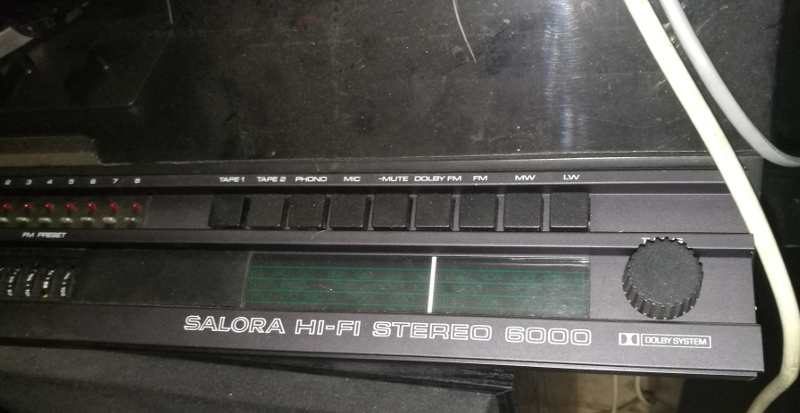 2 3 4 5 6 7 8
TAPE 1 TAPE 2 PHONO MIC -MUTE DOLBY FM FM MW LW
FM PRESET
SALORA HI-FI STEREO 6000
DOLBY SYSTEM